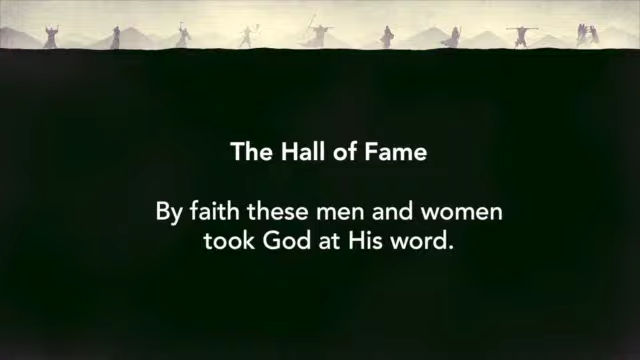 The Hall of Fame
By faith these men and women
took God at His word.